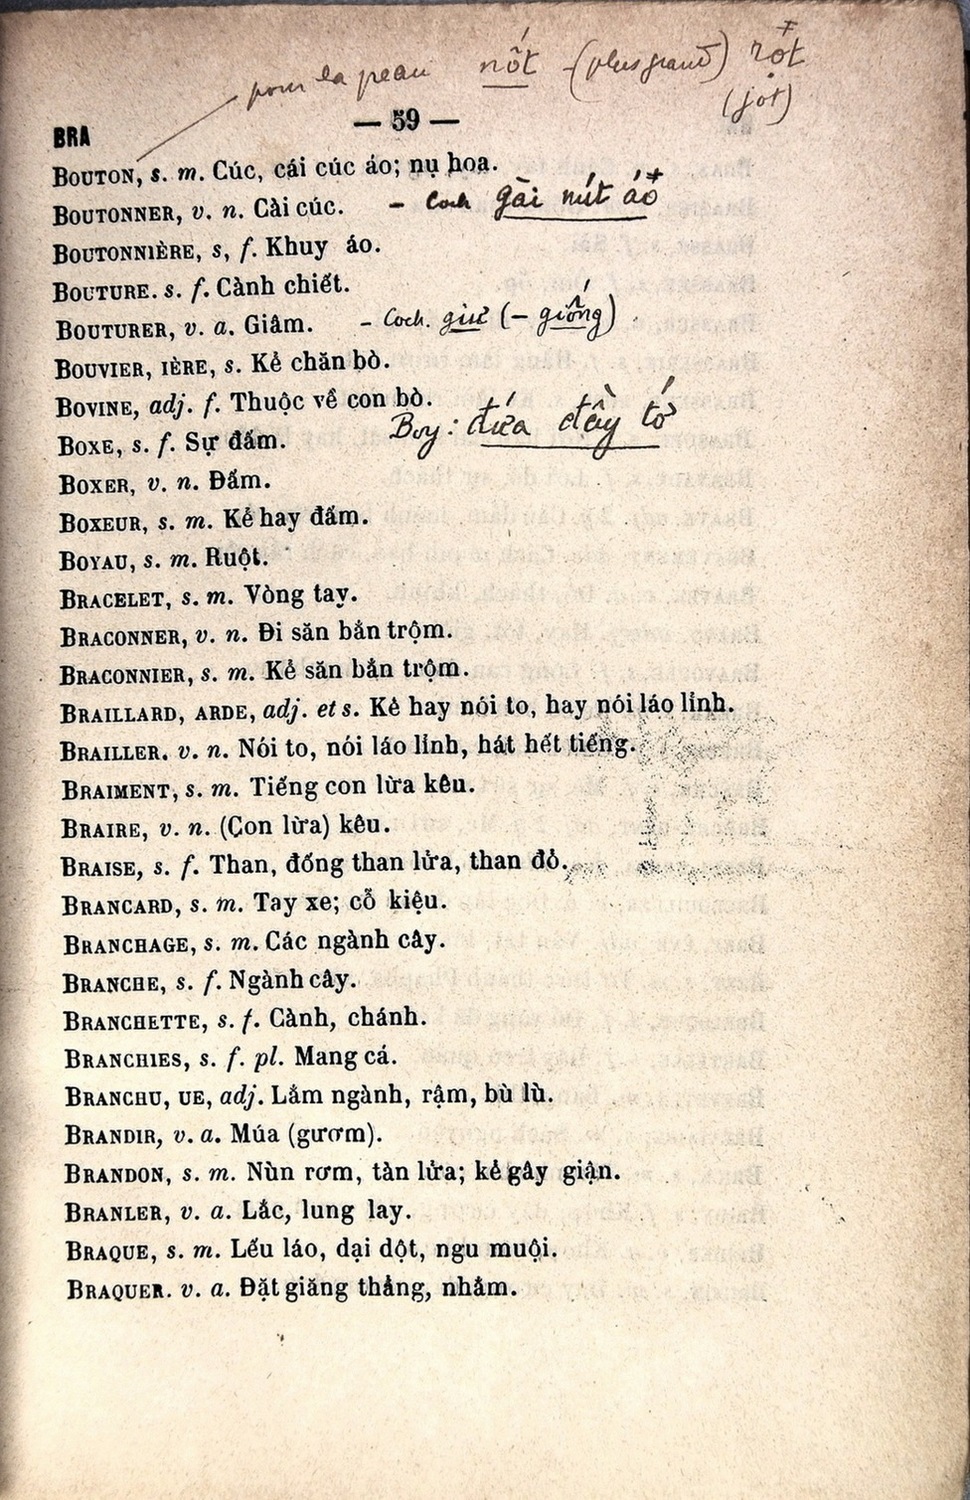 pour la peau nốt - (plus grand) rọt
(jọt)
BRA — 59 —
BOUTON, s. m. Cúc, cái cúc áo; nụ hoa.
BOUTONNER, v. n. Cài cúc. - Coch gài nút áo
BOUTONNIÈRE, s, f. Khuy áo.
BOUTURE. s. f. Cành chiết.
BOUTURER, v. a. Giâm. - Coch. giư (- giống).
BOUVIER, IÈRE, s. Kẻ chăn bò.
BOVINE, adj. f. Thuộc về con bò.
Boy: đứa đầy tớ
BOXE, s. f. Sự đấm.
BOXER, v. n. Đấm.
BOXEUR, s. m. Kẻ hay đấm.
BOYAU, s. m. Ruột.
BRACELET, s. m. Vòng tay.
BRACONNER, v. n. Đi săn bắn trộm.
BRACONNIER, s. m. Kẻ săn bắn trộm.
BRAILLARD, ARDE, adj. et s. Kẻ hay nói to, hay nói láo lỉnh.
BRAILLER. v. n. Nói to, nói láo lỉnh, hát hết tiếng.
BRAIMENT, s. m. Tiếng con lừa kêu.
BRAIRE, v. n. (Con lừa) kêu.
BRAISE, s. f. Than, đống than lửa, than đỏ.
BRANCARD, s. m. Tay xe; cỗ kiệu.
BRANCHAGE, s. m. Các ngành cây.
BRANCHE, s. f. Ngành cây.
BRANCHETTE, s. f. Cành, chánh.
BRANCHIES, s. f. pl. Mang cá.
BRANCHU, UE, adj. Lắm ngành, rậm, bù lù.
BRANDIR, v. a. Múa (gươm).
BRANDON, s. m. Nùn rơm, tàn lửa; kẻ gây giận.
BRANLER, v. a. Lắc, lung lay.
BRAQUE, s. m. Lếu láo, dại dột, ngu muội.
BRAQUER. v. a. Đặt giăng thẳng, nhắm.